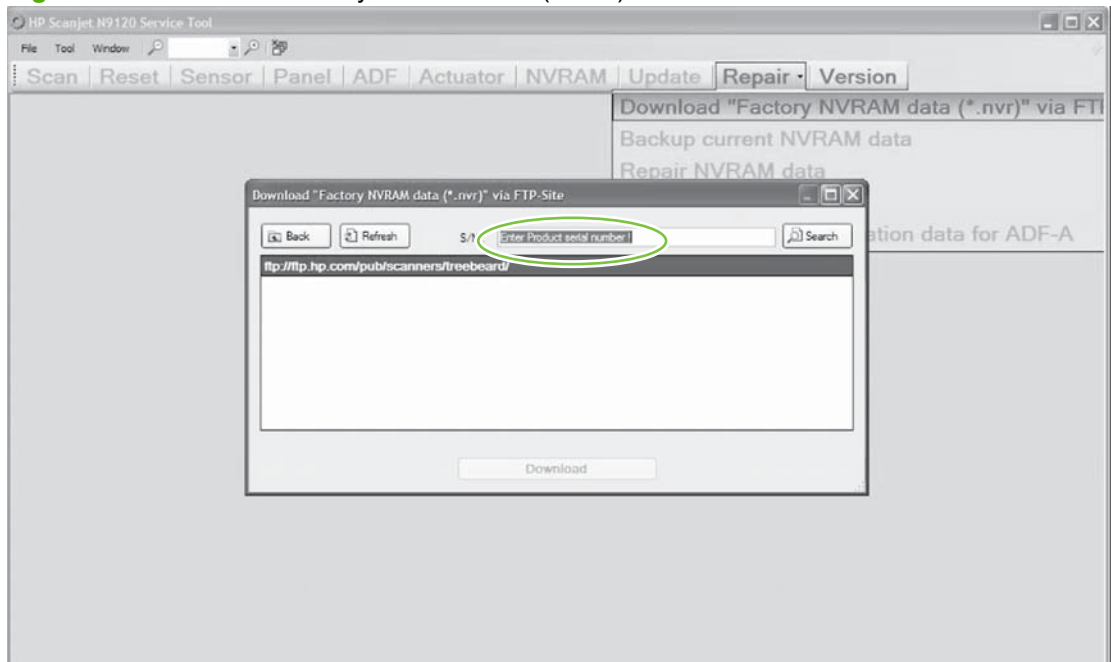 HP Scanjet N9120 Service Tool
File Tool Window
Scan Reset Sensor Panel ADF Actuator NVRAM Update Repair Version
Download "Factory NVRAM data (*.nvr)" via FT
Backup current NVRAM data
Repair NVRAM data
Download "Factory NVRAM data (*.nvr)" via FTP-Site
Back Refresh S/N Enter Product serial number ! Search
ation data for ADF-A
ftp://ftp.hp.com/pub/scanners/treebeard/
Download